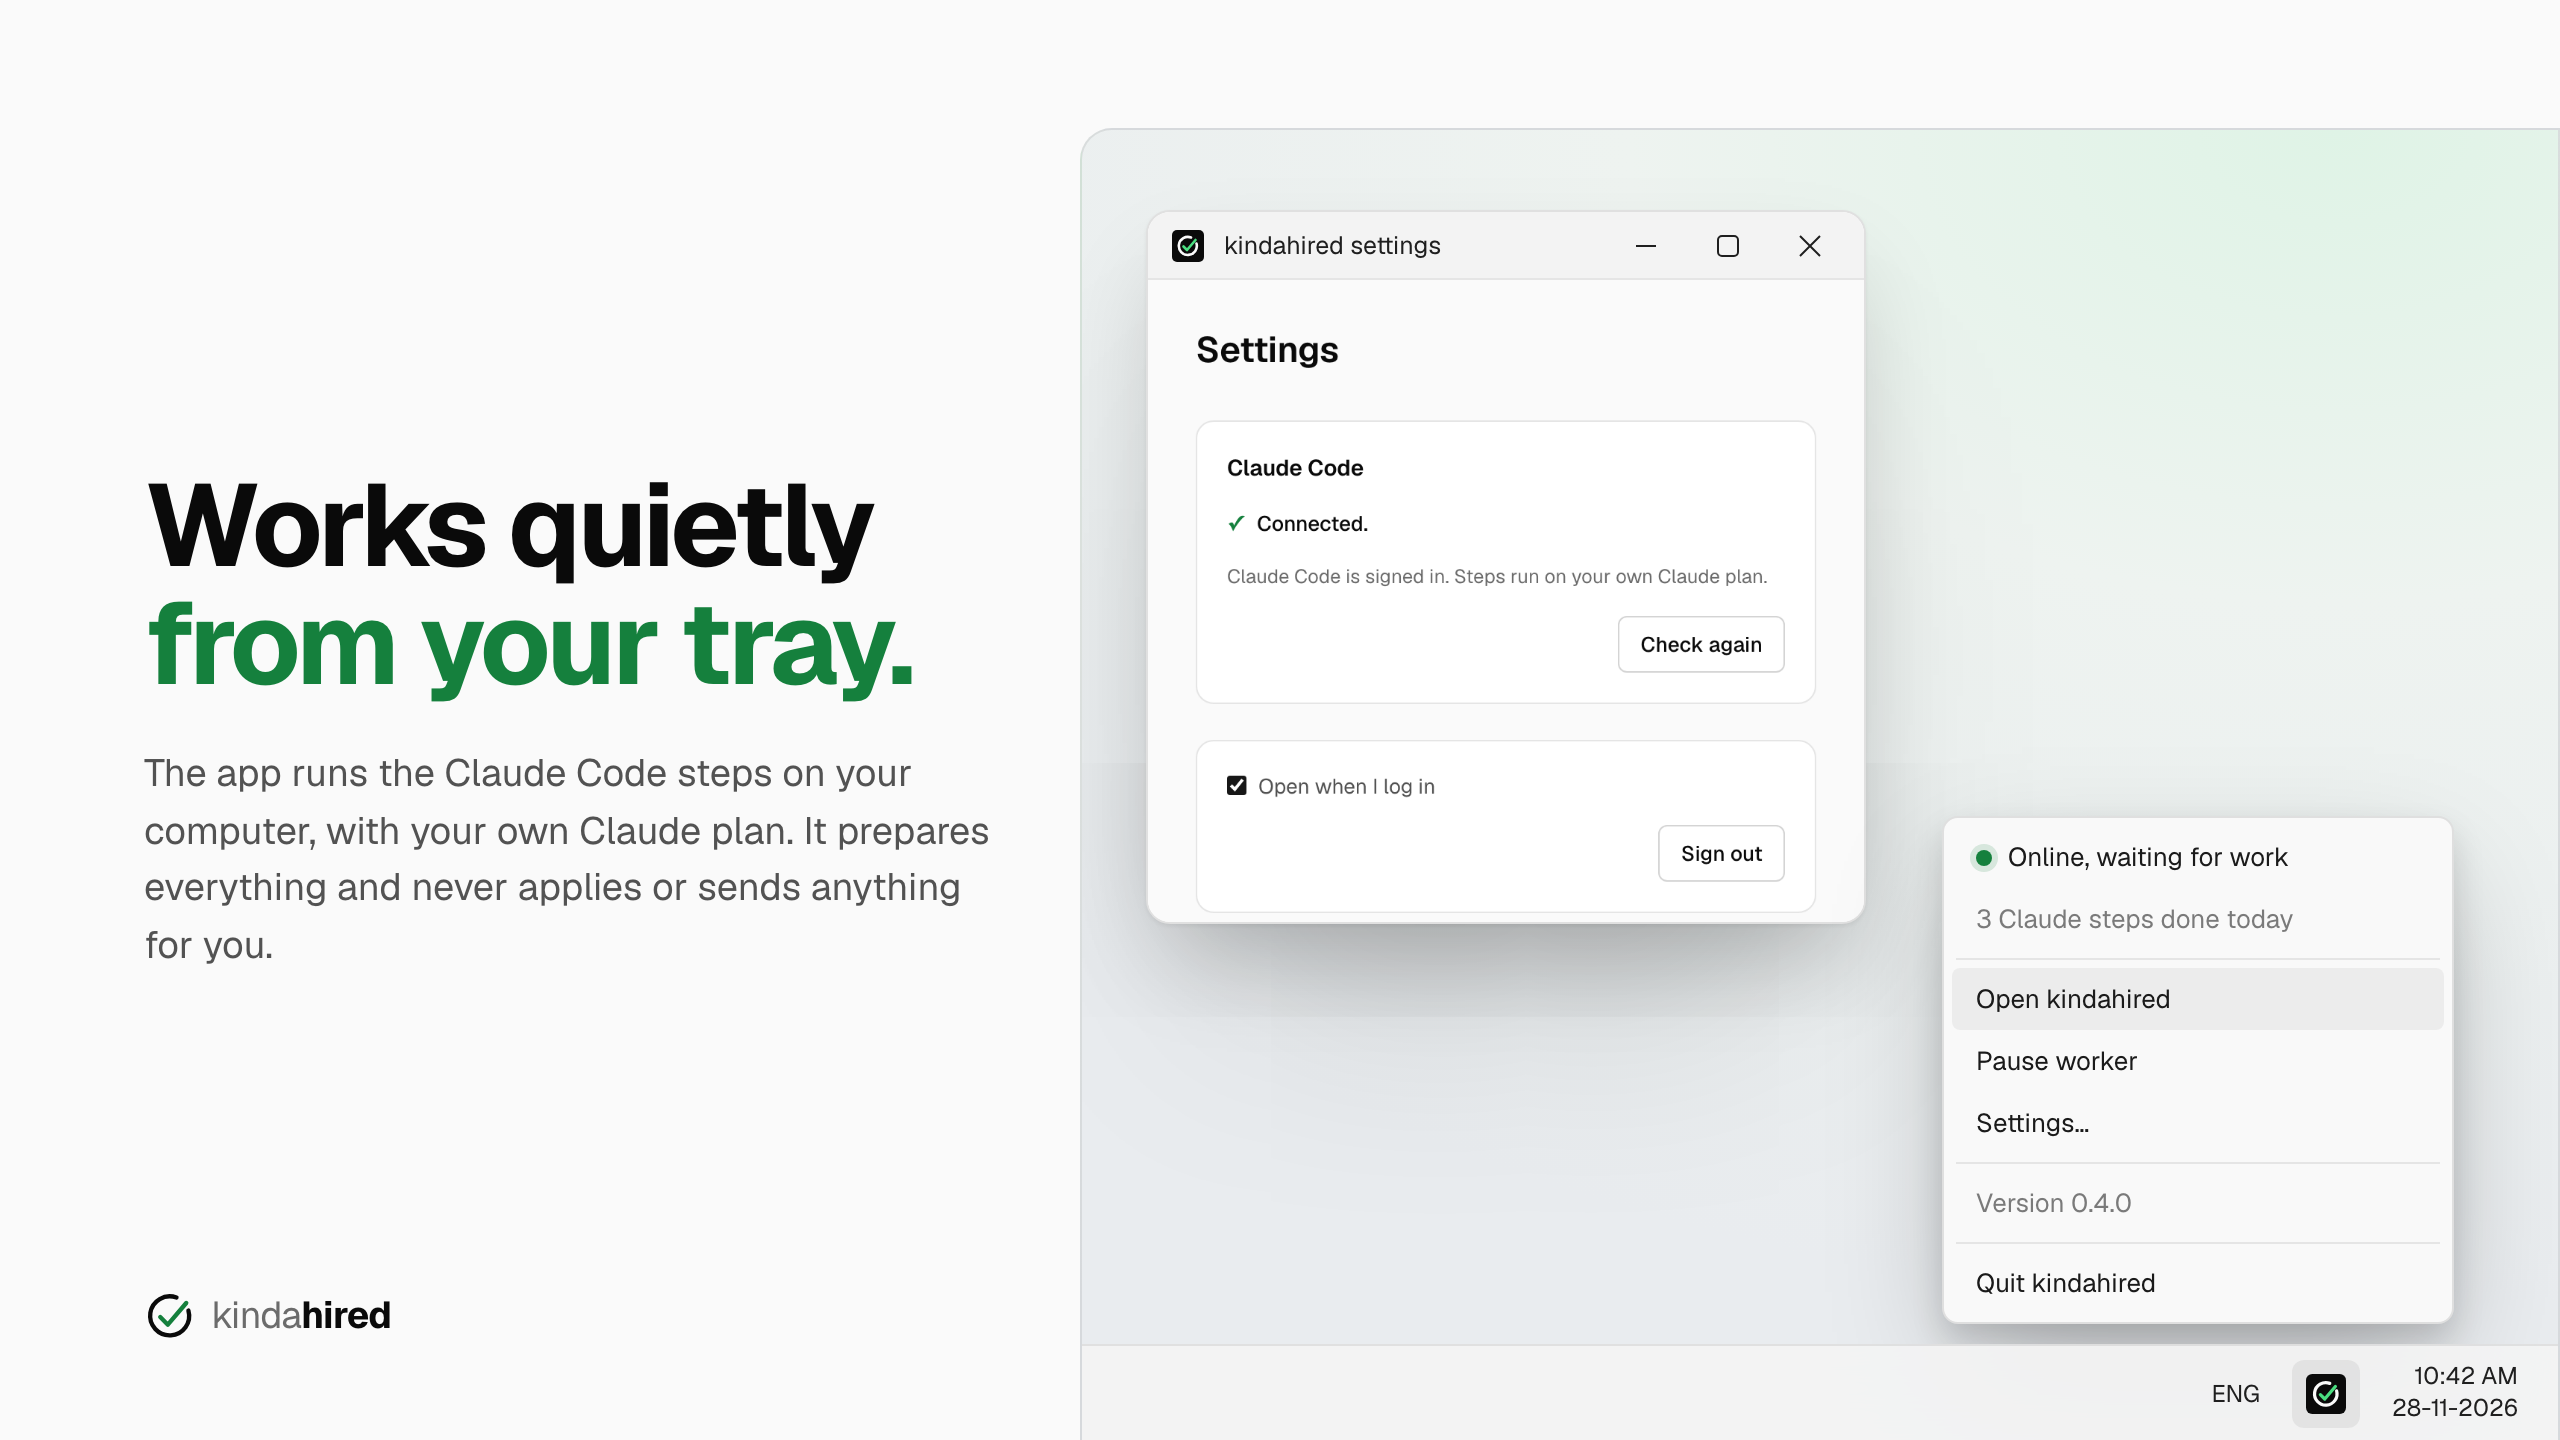 Works quietly
from your tray.
The app runs the Claude Code steps on your
computer, with your own Claude plan. It prepares
everything and never applies or sends anything
for you.
kindahired
kindahired settings
Settings
Claude Code
✓ Connected.
Claude Code is signed in. Steps run on your own Claude plan.
Check again
Open when I log in
Sign out
Online, waiting for work
3 Claude steps done today
Open kindahired
Pause worker
Settings...
Version 0.4.0
Quit kindahired
ENG
10:42 AM
28-11-2026